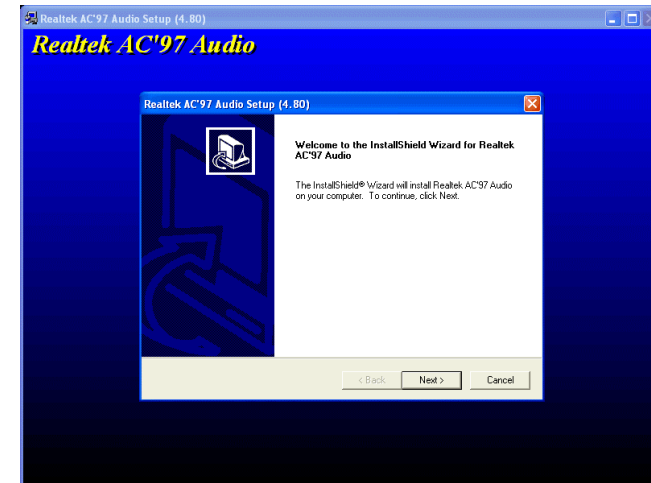 Realtek AC'97 Audio Setup (4.80)
Realtek AC'97 Audio
Realtek AC'97 Audio Setup (4.80)
Welcome to the InstallShield Wizard for Realtek
AC'97 Audio
The InstallShield® Wizard will install Realtek AC'97 Audio
on your computer. To continue, click Next.
< Back Next > Cancel